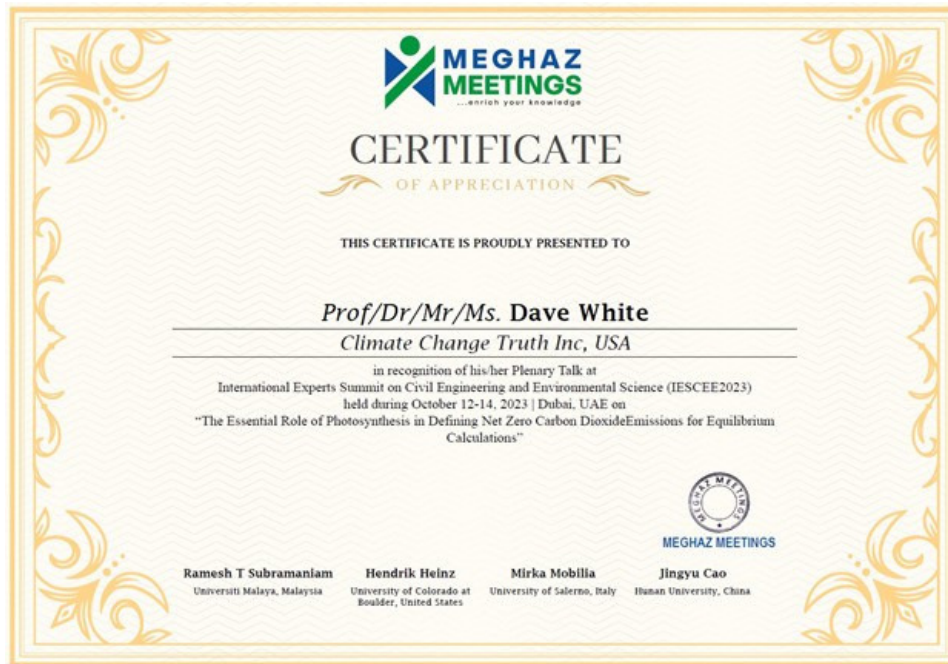 MEGHAZ
MEETINGS
...enrich your knowledge
CERTIFICATE
OF APPRECIATION
THIS CERTIFICATE IS PROUDLY PRESENTED TO
Prof/Dr/Mr/Ms. Dave White
Climate Change Truth Inc, USA
in recognition of his/her Plenary Talk at
International Experts Summit on Civil Engineering and Environmental Science (IESCEE2023)
held during October 12-14, 2023 | Dubai, UAE on
“The Essential Role of Photosynthesis in Defining Net Zero Carbon DioxideEmissions for Equilibrium
Calculations”
MEGHAZ MEETINGS
MEGHAZ MEETINGS
Ramesh T Subramaniam
Universiti Malaya, Malaysia
Hendrik Heinz
University of Colorado at
Boulder, United States
Mirka Mobilia
University of Salerno, Italy
Jingyu Cao
Hunan University, China